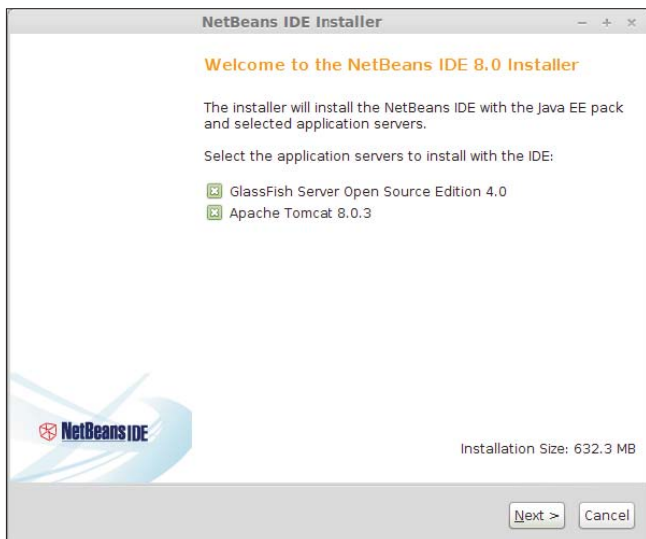 NetBeans IDE Installer
Welcome to the NetBeans IDE 8.0 Installer
The installer will install the NetBeans IDE with the Java EE pack
and selected application servers.
Select the application servers to install with the IDE:
GlassFish Server Open Source Edition 4.0
Apache Tomcat 8.0.3
NetBeans IDE
Installation Size: 632.3 MB
Next >
Cancel